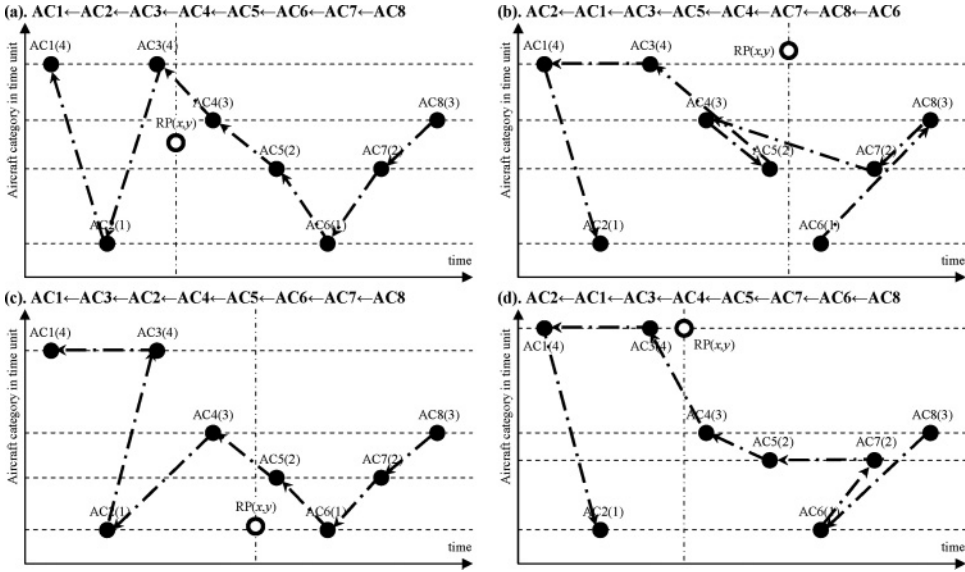 (a). AC1←AC2←AC3←AC4←AC5←AC6←AC7←AC8
Aircraft category in time unit
AC1(4)
AC3(4)
AC4(3)
AC8(3)
RP(x,y)
AC5(2)
AC7(2)
AC2(1)
AC6(1)
time
(b). AC2←AC1←AC3←AC5←AC4←AC7←AC8←AC6
Aircraft category in time unit
AC1(4)
AC3(4)
RP(x,y)
AC4(3)
AC8(3)
AC5(2)
AC7(2)
AC2(1)
AC6(1)
time
(c). AC1←AC3←AC2←AC4←AC5←AC6←AC7←AC8
Aircraft category in time unit
AC1(4)
AC3(4)
AC4(3)
AC8(3)
AC5(2)
AC7(2)
AC2(1)
RP(x,y)
AC6(1)
time
(d). AC2←AC1←AC3←AC4←AC5←AC7←AC6←AC8
Aircraft category in time unit
AC1(4)
AC3(4)
RP(x,y)
AC4(3)
AC8(3)
AC5(2)
AC7(2)
AC2(1)
AC6(1)
time